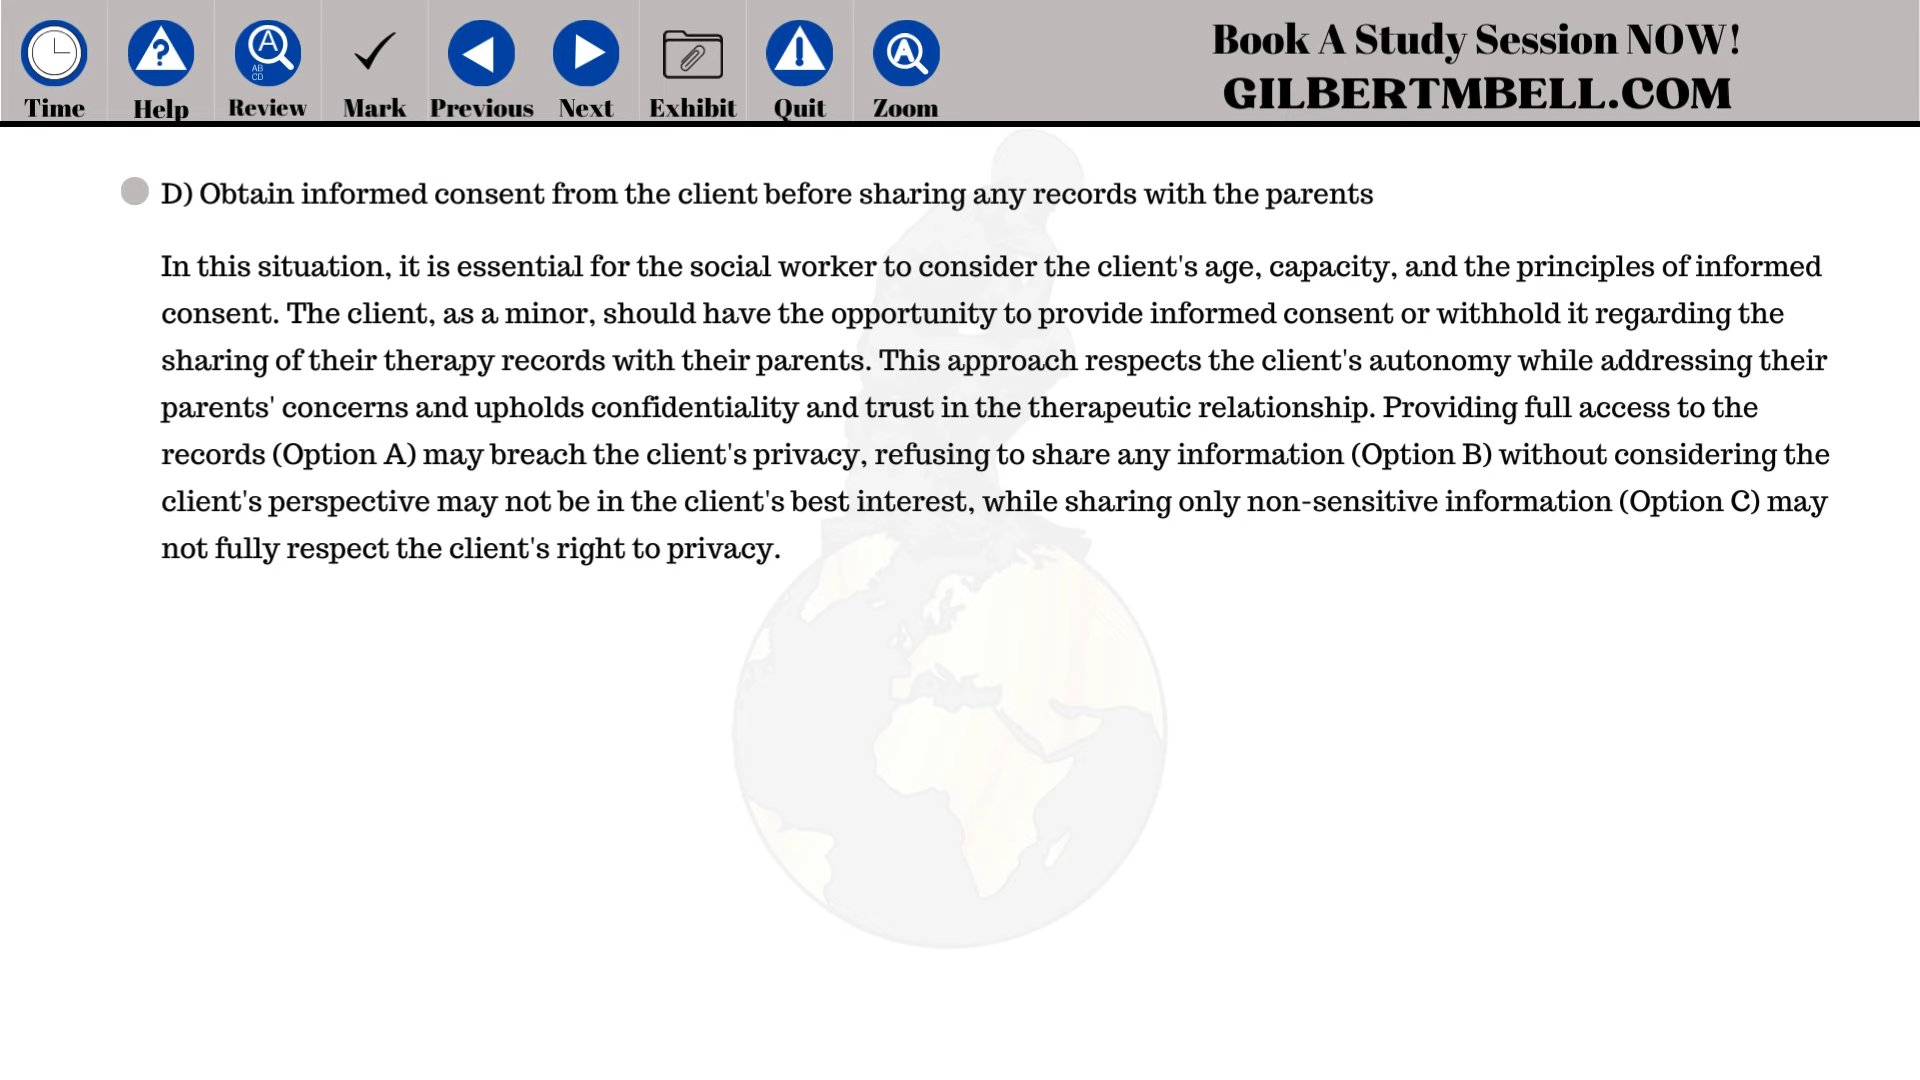 Time
Help
Review
Mark
Previous
Next
Exhibit
Quit
Zoom
Book A Study Session NOW!
GILBERTMBELL.COM
D) Obtain informed consent from the client before sharing any records with the parents
In this situation, it is essential for the social worker to consider the client's age, capacity, and the principles of informed
consent. The client, as a minor, should have the opportunity to provide informed consent or withhold it regarding the
sharing of their therapy records with their parents. This approach respects the client's autonomy while addressing their
parents' concerns and upholds confidentiality and trust in the therapeutic relationship. Providing full access to the
records (Option A) may breach the client's privacy, refusing to share any information (Option B) without considering the
client's perspective may not be in the client's best interest, while sharing only non-sensitive information (Option C) may
not fully respect the client's right to privacy.